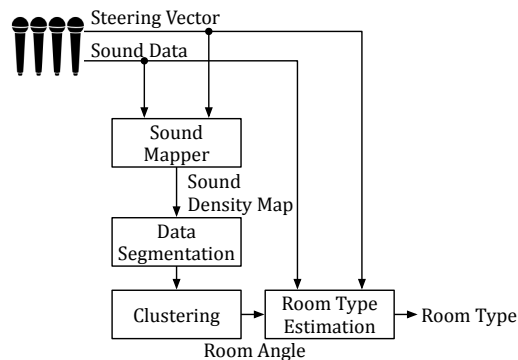 Steering Vector
Sound Data
Sound
Mapper
Sound
Density Map
Data
Segmentation
Clustering
Room Type
Estimation
Room Type
Room Angle